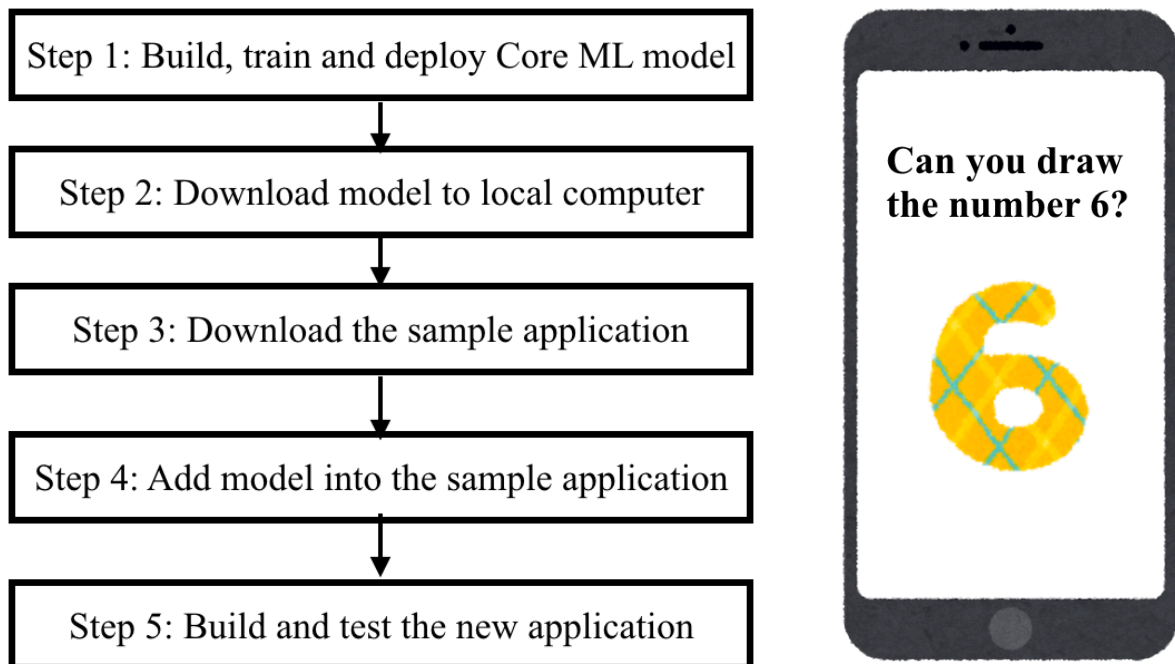 Step 1: Build, train and deploy Core ML model
Step 2: Download model to local computer
Step 3: Download the sample application
Step 4: Add model into the sample application
Step 5: Build and test the new application
Can you draw
the number 6?
6